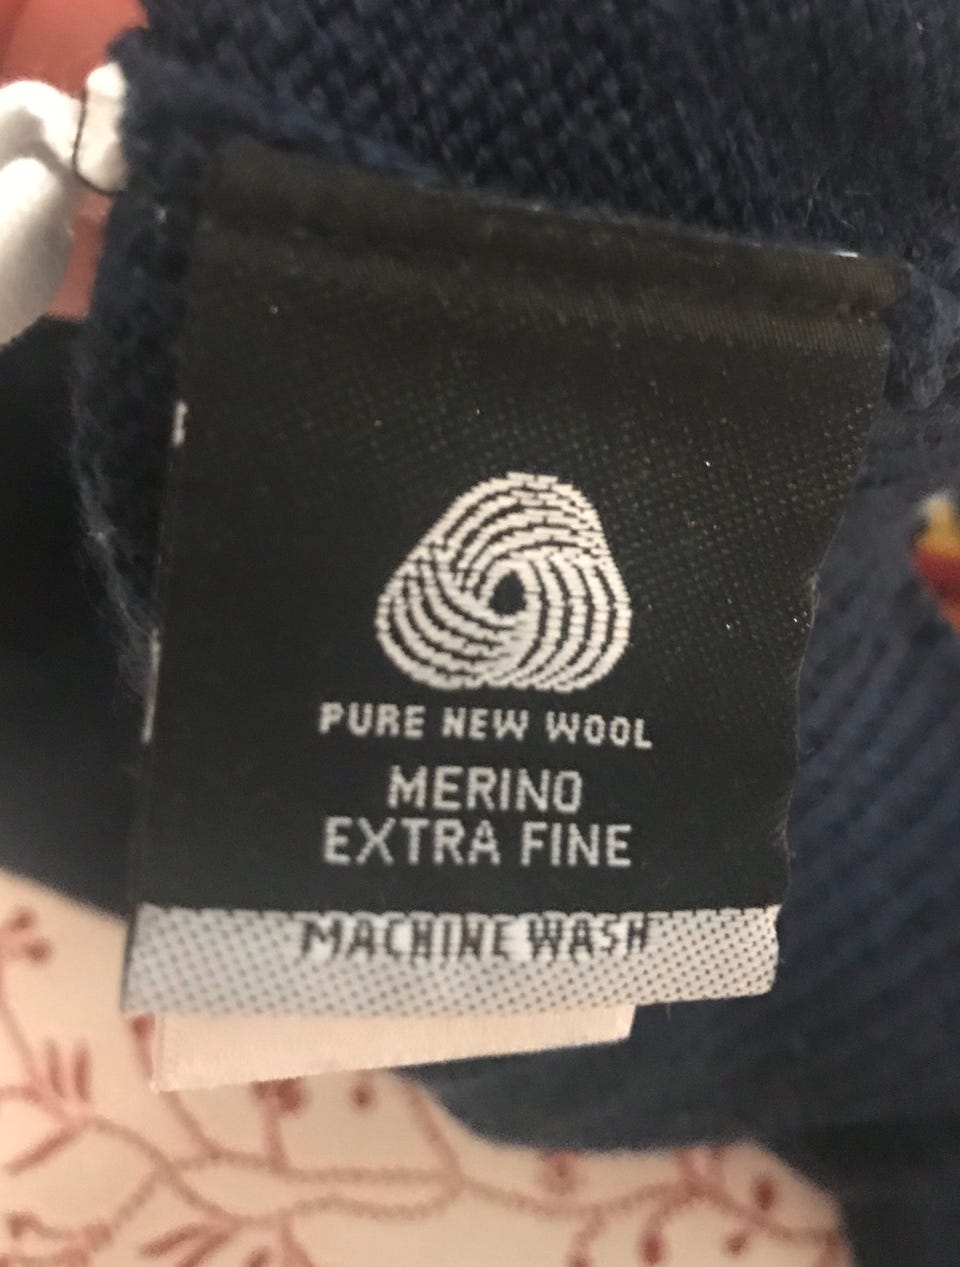 PURE NEW WOOL
MERINO
EXTRA FINE
MACHINE WASH